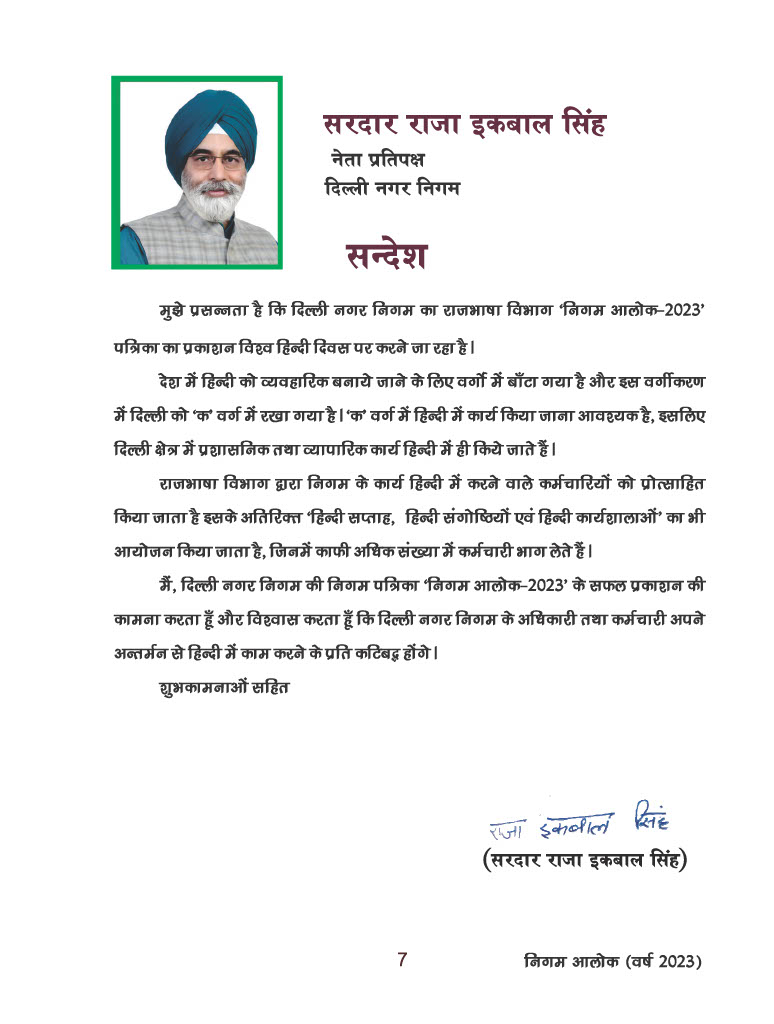 सरदार राजा इकबाल सिंह
नेता प्रतिपक्ष
दिल्ली नगर निगम
सन्देश
मुझे प्रसन्नता है कि दिल्ली नगर निगम का राजभाषा विभाग ‘निगम आलोक-2023’
पत्रिका का प्रकाशन विश्व हिन्दी दिवस पर करने जा रहा है।
देश में हिन्दी को व्यवहारिक बनाये जाने के लिए वर्गो में बाँटा गया है और इस वर्गीकरण
में दिल्ली को ‘क’ वर्ग में रखा गया है। ‘क’ वर्ग में हिन्दी में कार्य किया जाना आवश्यक है, इसलिए
दिल्ली क्षेत्र में प्रशासनिक तथा व्यापारिक कार्य हिन्दी में ही किये जाते हैं।
राजभाषा विभाग द्वारा निगम के कार्य हिन्दी में करने वाले कर्मचारियों को प्रोत्साहित
किया जाता है इसके अतिरिक्त ‘हिन्दी सप्ताह, हिन्दी संगोष्ठियों एवं हिन्दी कार्यशालाओं’ का भी
आयोजन किया जाता है, जिनमें काफी अधिक संख्या में कर्मचारी भाग लेते हैं।
मैं, दिल्ली नगर निगम की निगम पत्रिका ‘निगम आलोक-2023’ के सफल प्रकाशन की
कामना करता हूँ और विश्वास करता हूँ कि दिल्ली नगर निगम के अधिकारी तथा कर्मचारी अपने
अन्तर्मन से हिन्दी में काम करने के प्रति कटिबद्ध होंगे।
शुभकामनाओं सहित
राजा इकबाल सिंह
(सरदार राजा इकबाल सिंह)
7
निगम आलोक (वर्ष 2023)